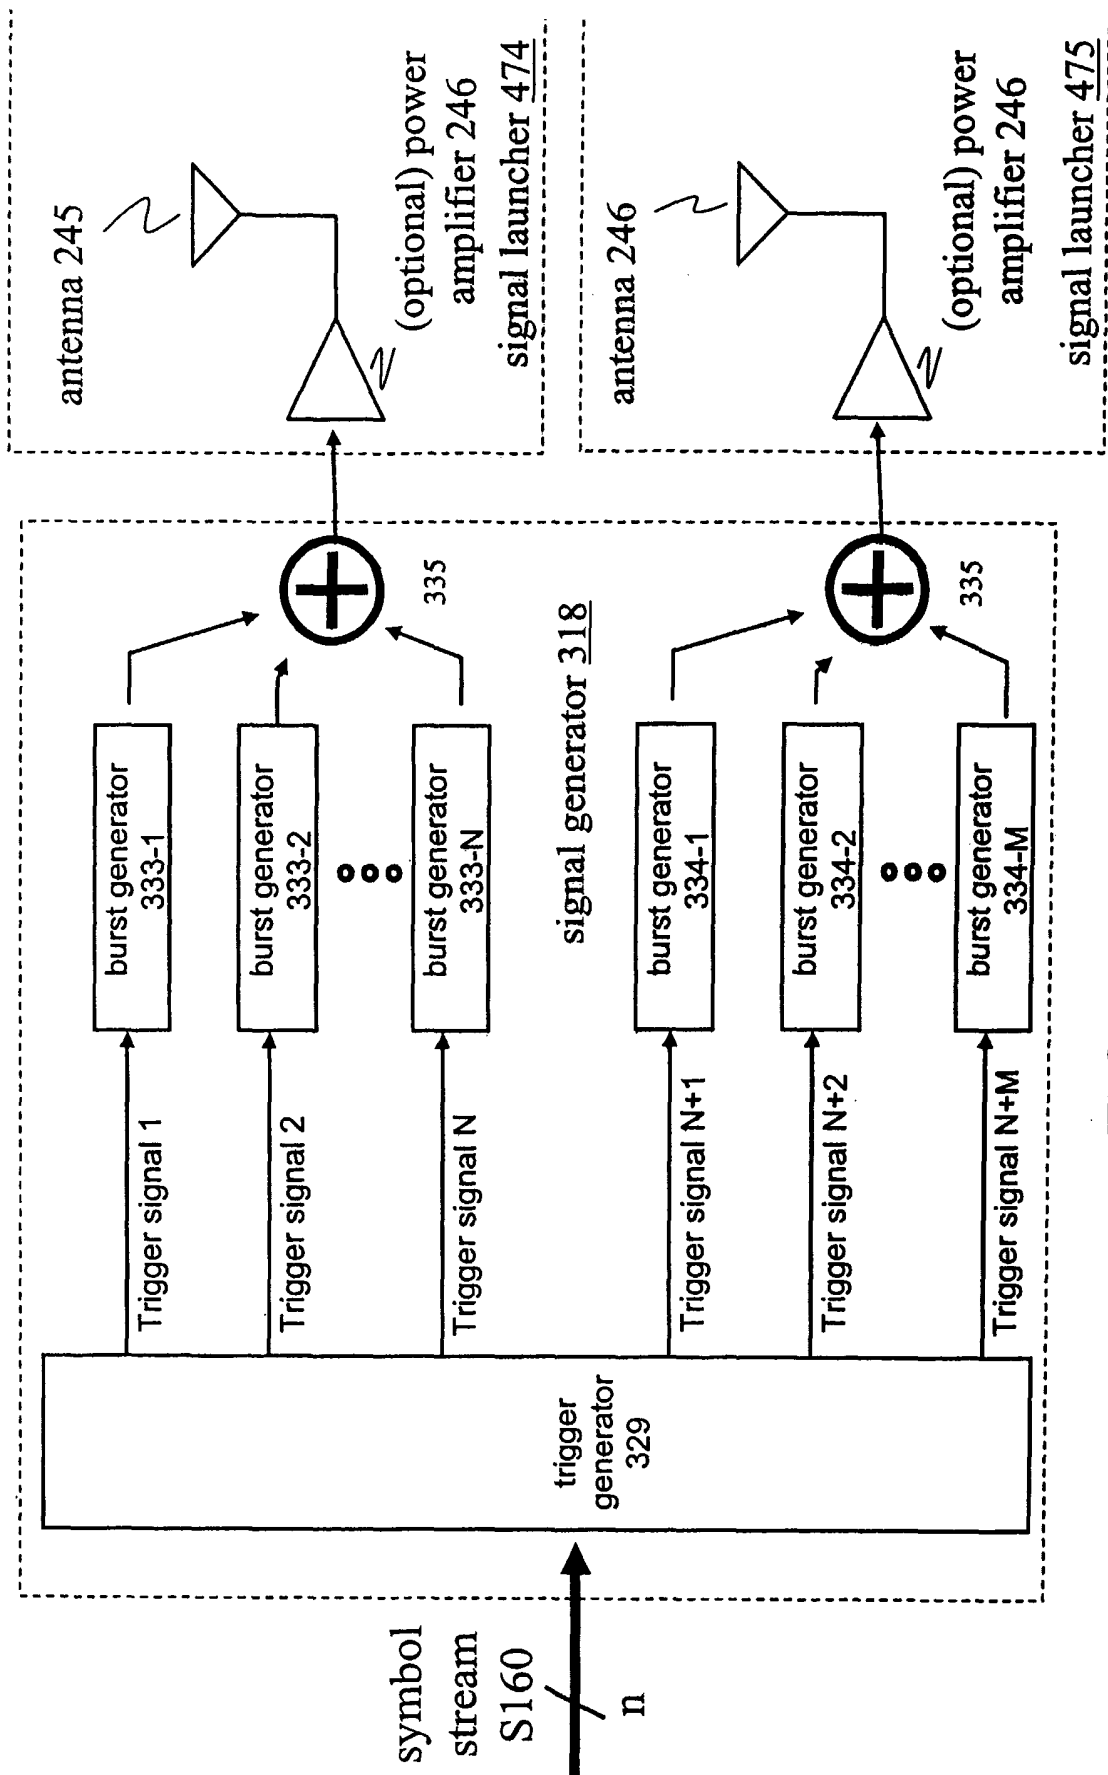 symbol
stream
S160
n
trigger
generator
329
Trigger signal 1
Trigger signal 2
Trigger signal N
Trigger signal N+1
Trigger signal N+2
Trigger signal N+M
burst generator
333-1
burst generator
333-2
burst generator
333-N
signal generator 318
burst generator
334-1
burst generator
334-2
burst generator
334-M
335
335
antenna 245
(optional) power
amplifier 246
signal launcher 474
antenna 246
(optional) power
amplifier 246
signal launcher 475